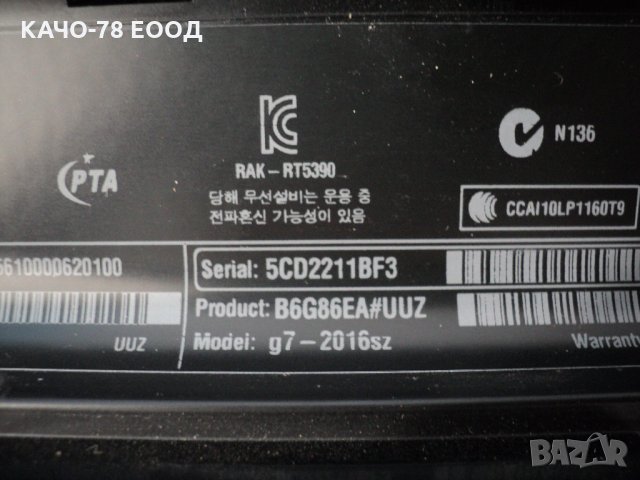 КАЧО-78 ЕООД
N136
RAK-RT5390
PTA
당해 무선설비는 운용 중
전파혼신 가능성이 있음
CCAI10LP1160T9
5610000620100
Serial: 5CD2211BF3
Product: B6G86EA#UUZ
UUZ
Model: g7-2016sz
Warranty
BAZAR